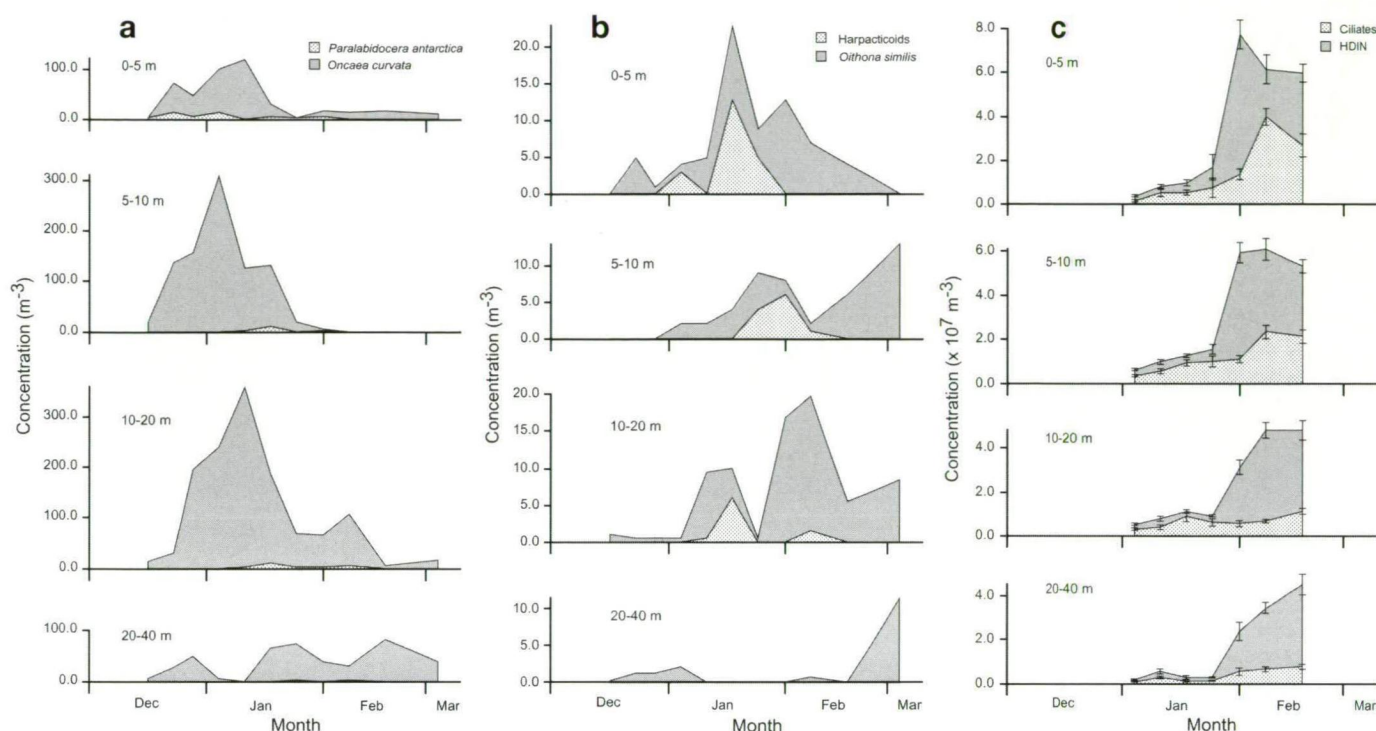 a
Paralabidocera antarctica
Oncaea curvata
0-5 m
100.0
0.0
5-10 m
300.0
200.0
100.0
0.0
10-20 m
300.0
200.0
100.0
0.0
20-40 m
100.0
0.0
Concentration (m-3)
Dec Jan Feb Mar
Month
b
Harpacticoids
Oithona similis
0-5 m
20.0
15.0
10.0
5.0
0.0
5-10 m
10.0
5.0
0.0
10-20 m
20.0
15.0
10.0
5.0
0.0
20-40 m
10.0
5.0
0.0
Concentration (m-3)
Dec Jan Feb Mar
Month
c
Ciliates
HDIN
0-5 m
8.0
6.0
4.0
2.0
0.0
5-10 m
6.0
4.0
2.0
0.0
10-20 m
4.0
2.0
0.0
20-40 m
4.0
2.0
0.0
Concentration (x 107 m-3)
Dec Jan Feb Mar
Month